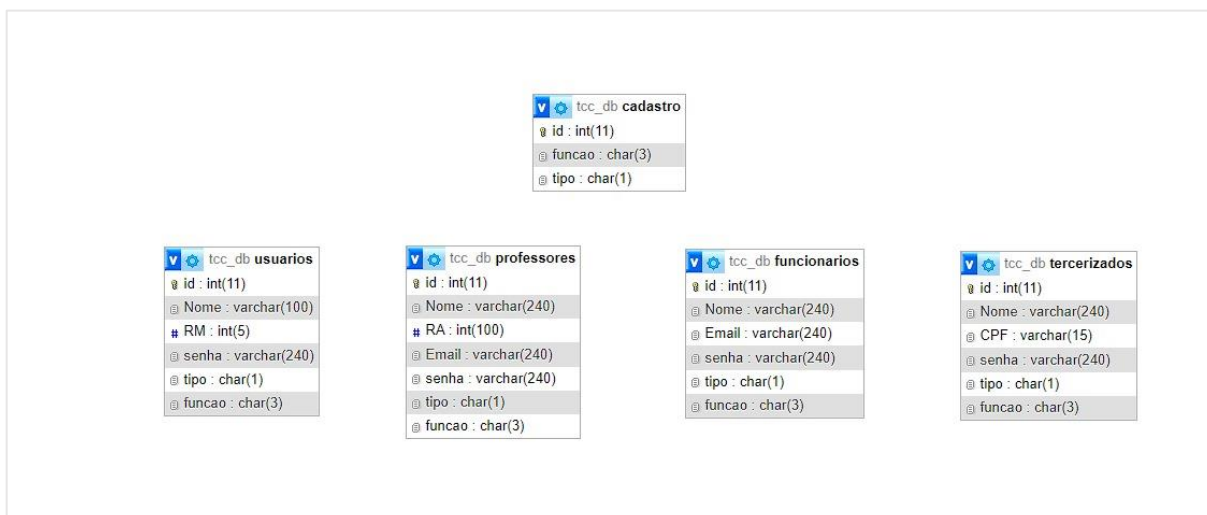 tcc_db cadastro
id : int(11)
funcao : char(3)
tipo : char(1)
tcc_db usuarios
id : int(11)
Nome : varchar(100)
# RM : int(5)
senha : varchar(240)
tipo : char(1)
funcao : char(3)
tcc_db professores
id : int(11)
Nome : varchar(240)
# RA : int(100)
Email : varchar(240)
senha : varchar(240)
tipo : char(1)
funcao : char(3)
tcc_db funcionarios
id : int(11)
Nome : varchar(240)
Email : varchar(240)
senha : varchar(240)
tipo : char(1)
funcao : char(3)
tcc_db tercerizados
id : int(11)
Nome : varchar(240)
CPF : varchar(15)
senha : varchar(240)
tipo : char(1)
funcao : char(3)